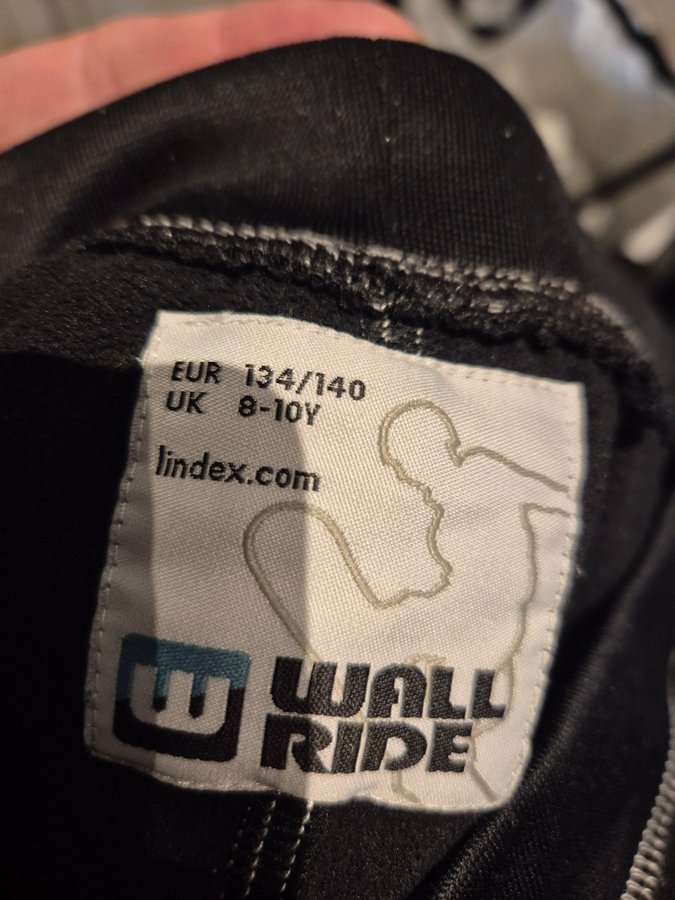 EUR 134/140
UK 8-10Y
lindex.com
W
WALL
RIDE